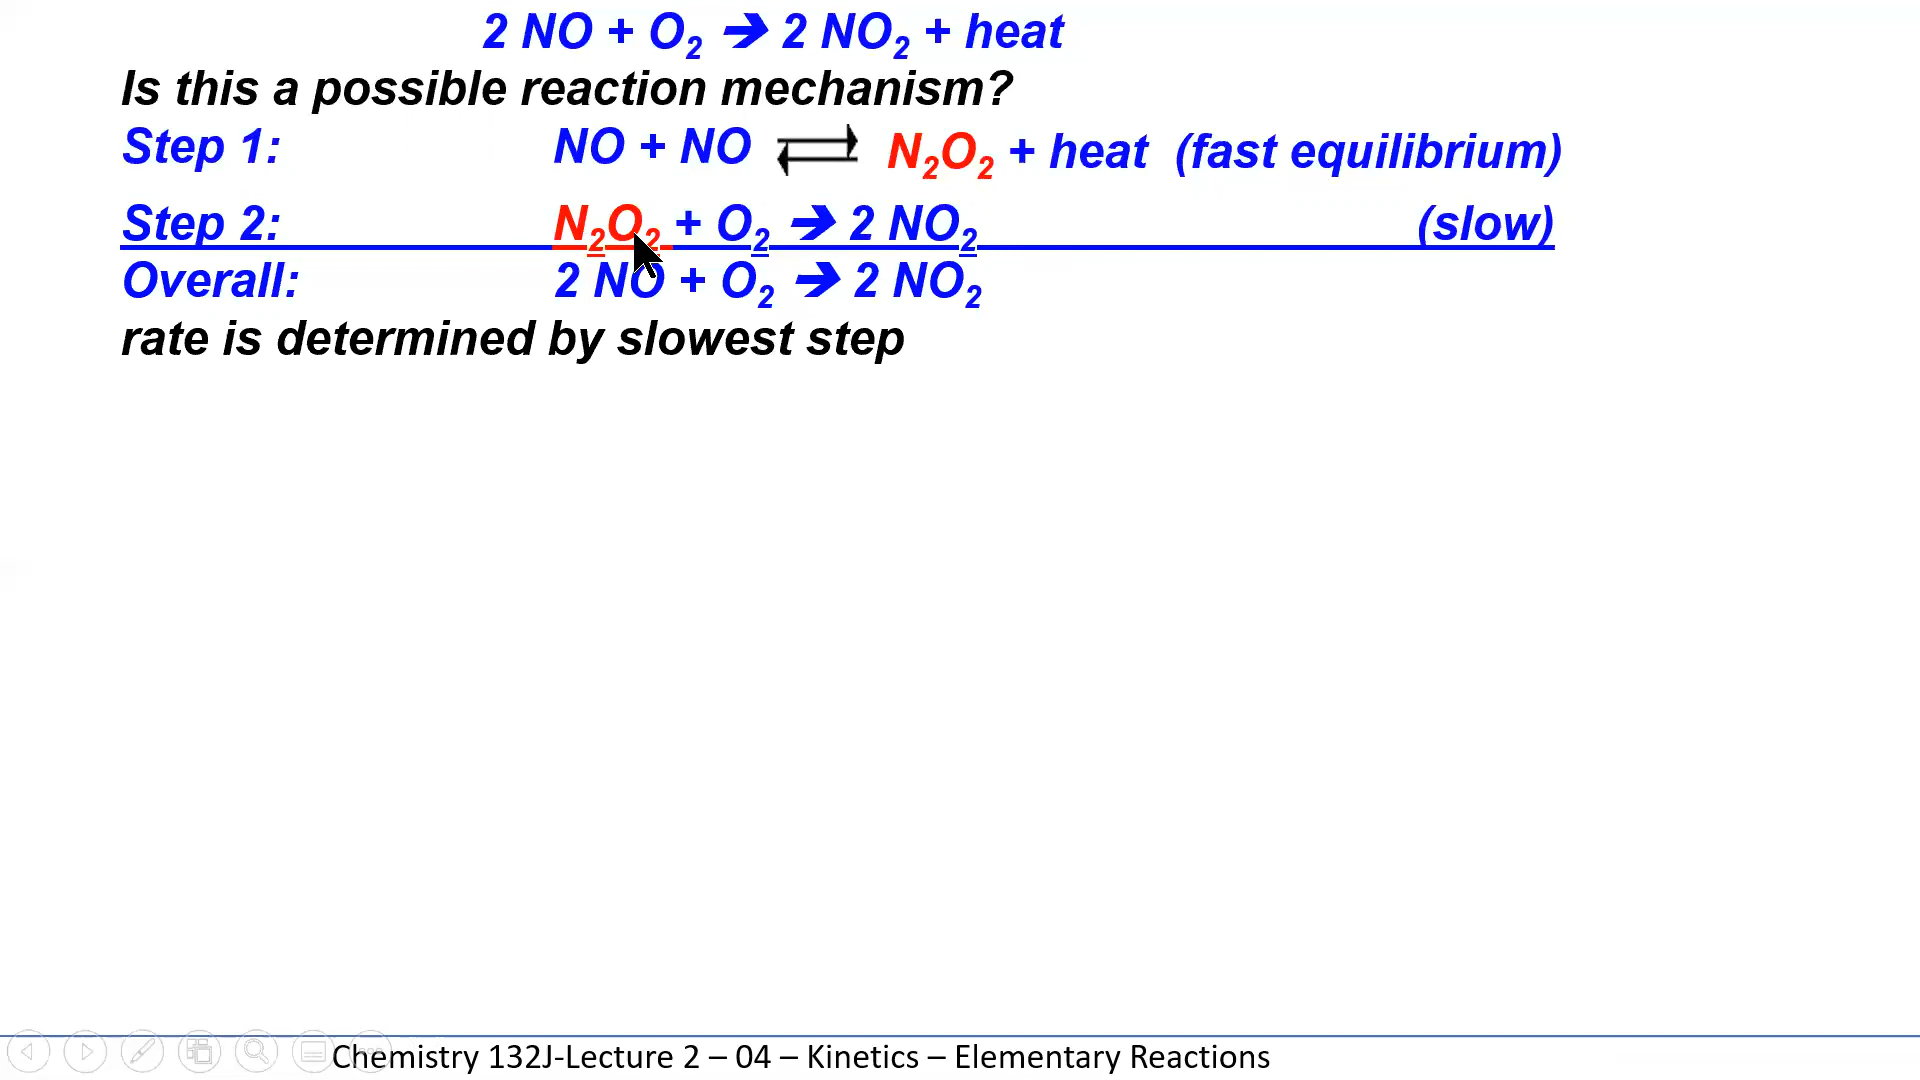 2 NO + O₂ ➔ 2 NO₂ + heat
Is this a possible reaction mechanism?
Step 1: NO + NO ⇌ N₂O₂ + heat (fast equilibrium)
Step 2: N₂O₂ + O₂ ➔ 2 NO₂ (slow)
Overall: 2 NO + O₂ ➔ 2 NO₂
rate is determined by slowest step
Chemistry 132J-Lecture 2 – 04 – Kinetics – Elementary Reactions